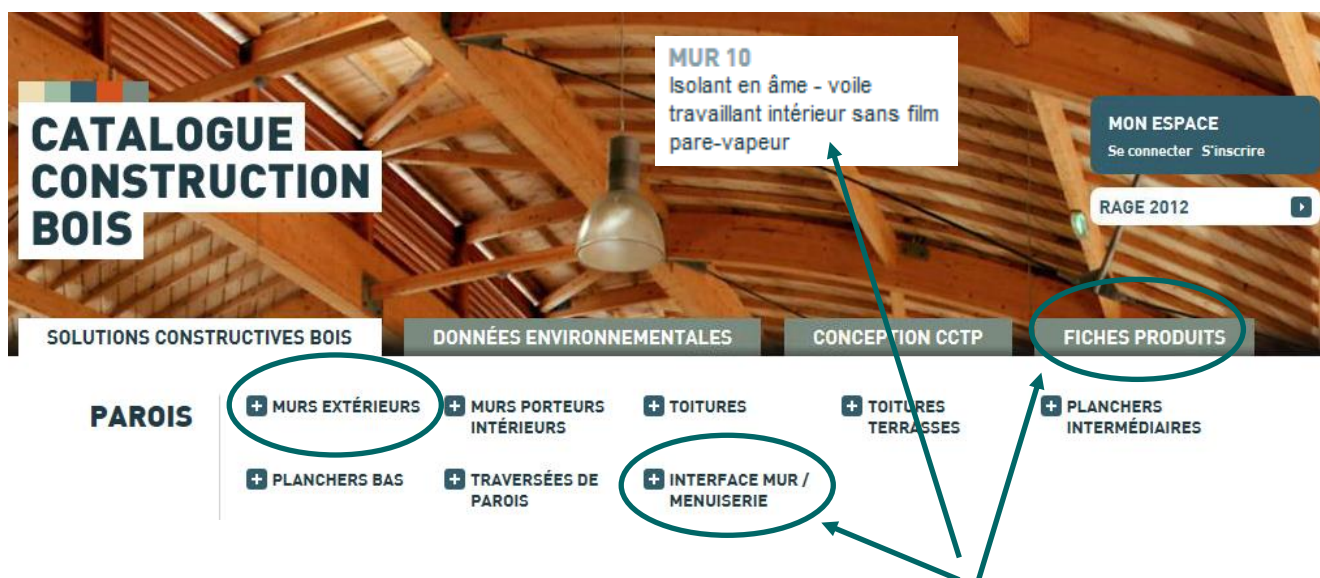 MUR 10
Isolant en âme - voile
travaillant intérieur sans film
pare-vapeur
CATALOGUE
CONSTRUCTION
BOIS
MON ESPACE
Se connecter S'inscrire
RAGE 2012
SOLUTIONS CONSTRUCTIVES BOIS
DONNÉES ENVIRONNEMENTALES
CONCEPTION CCTP
FICHES PRODUITS
PAROIS
MURS EXTÉRIEURS
MURS PORTEURS
INTÉRIEURS
TOITURES
TOITURES
TERRASSES
PLANCHERS
INTERMÉDIAIRES
PLANCHERS BAS
TRAVERSÉES DE
PAROIS
INTERFACE MUR /
MENUISERIE